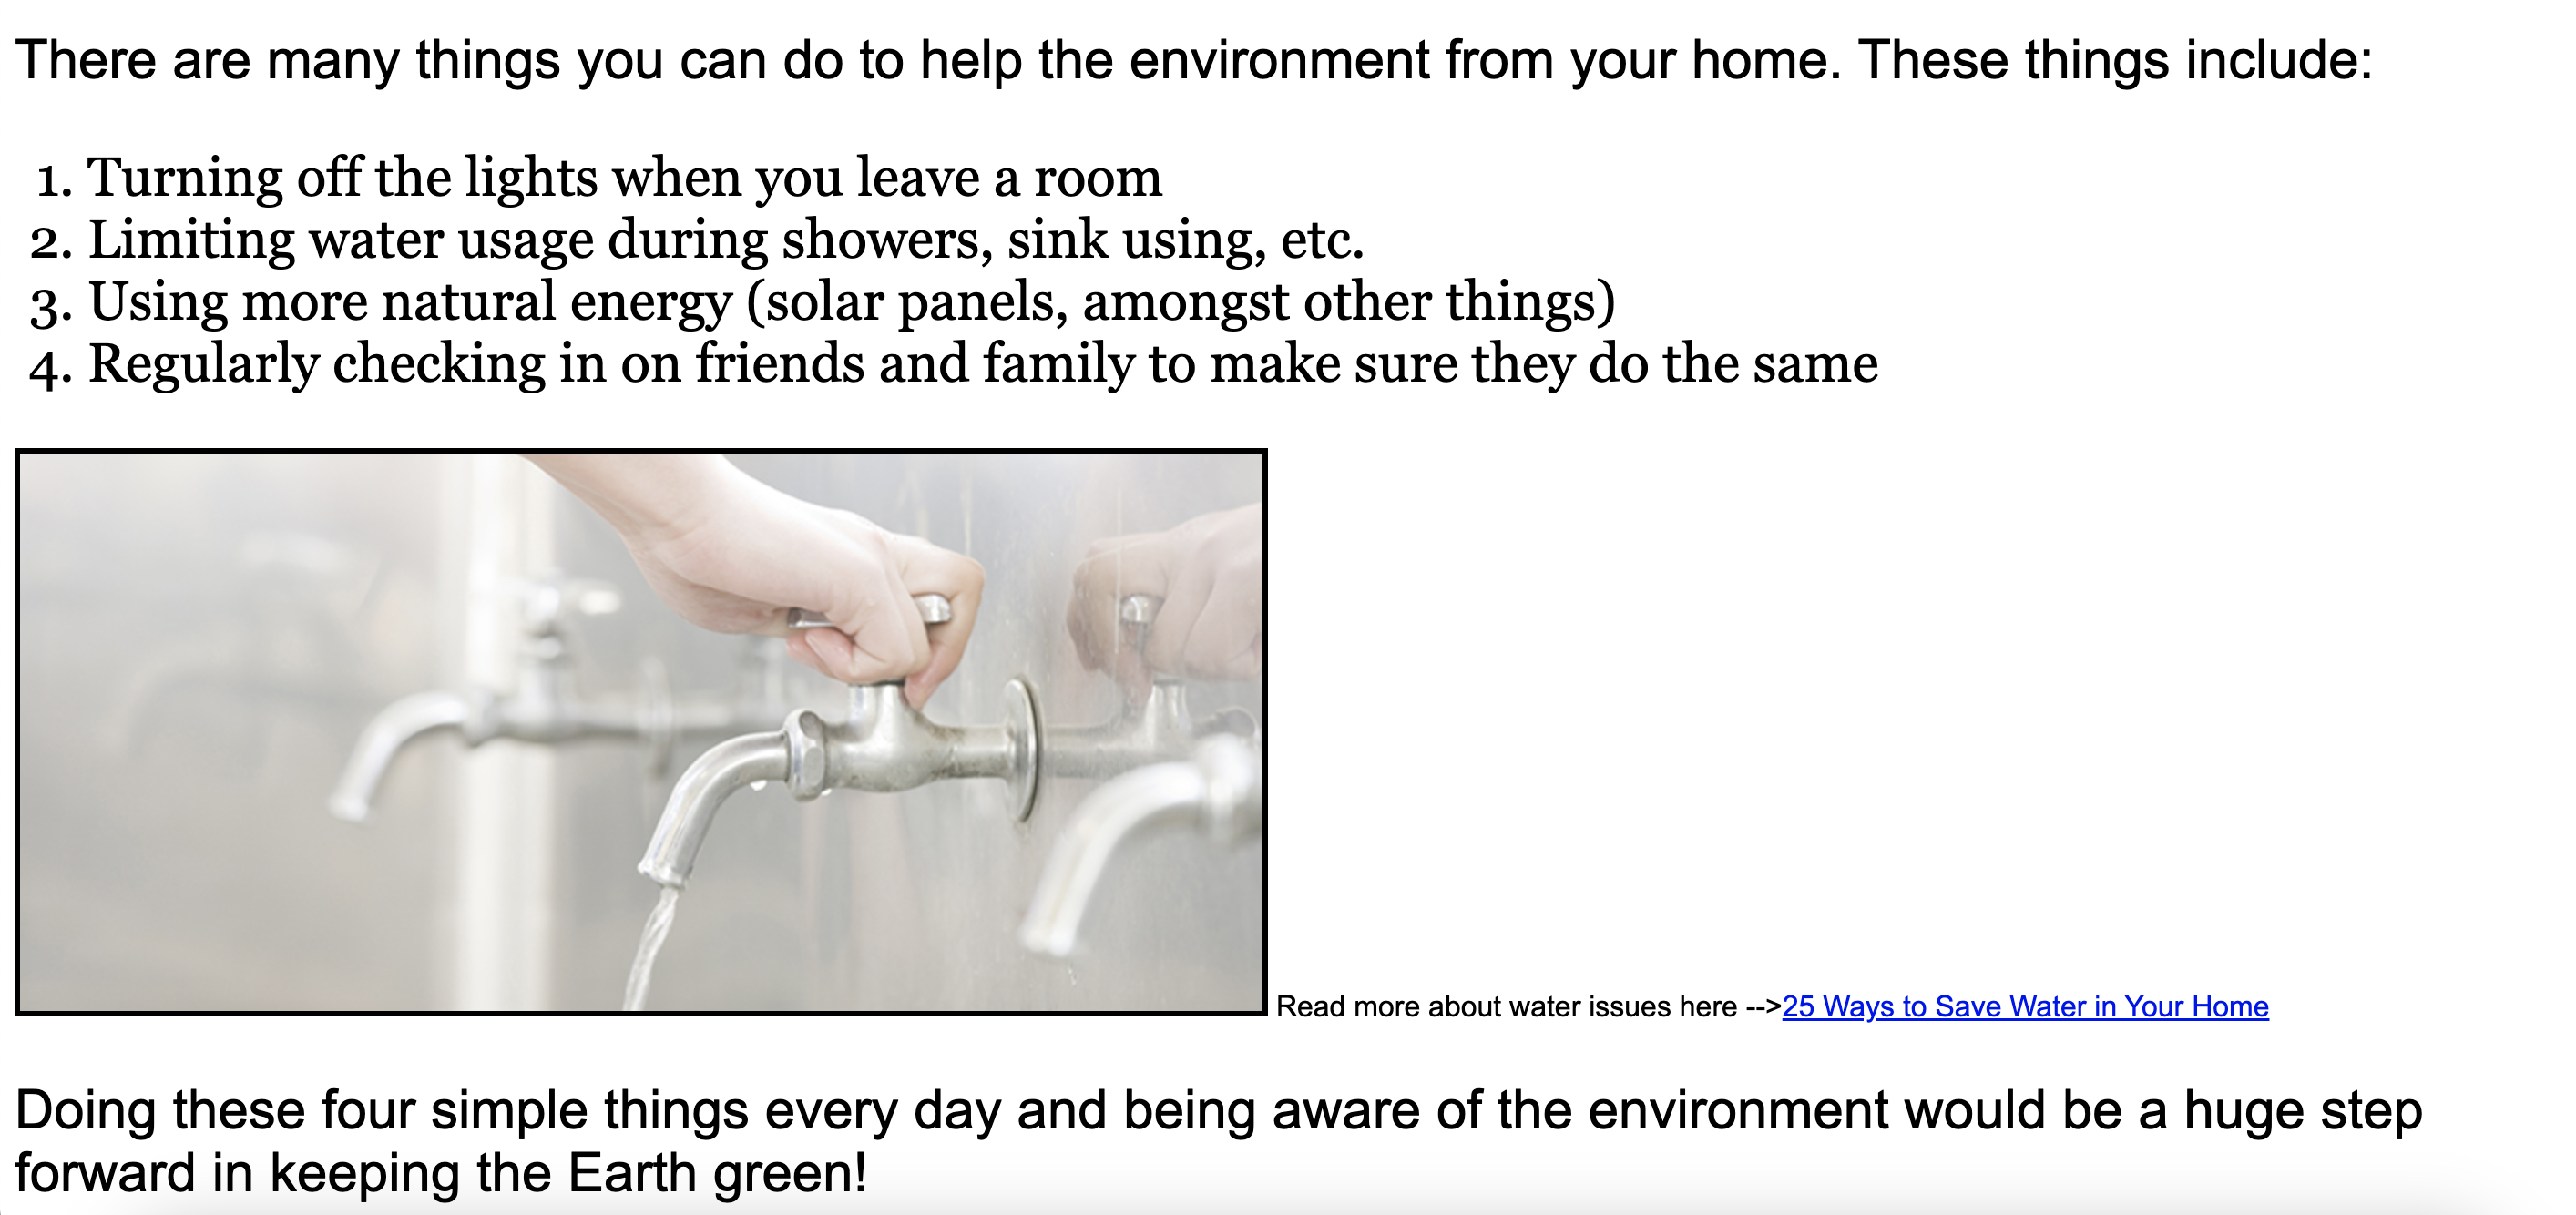 There are many things you can do to help the environment from your home. These things include:
1. Turning off the lights when you leave a room
2. Limiting water usage during showers, sink using, etc.
3. Using more natural energy (solar panels, amongst other things)
4. Regularly checking in on friends and family to make sure they do the same
Read more about water issues here -->25 Ways to Save Water in Your Home
Doing these four simple things every day and being aware of the environment would be a huge step
forward in keeping the Earth green!